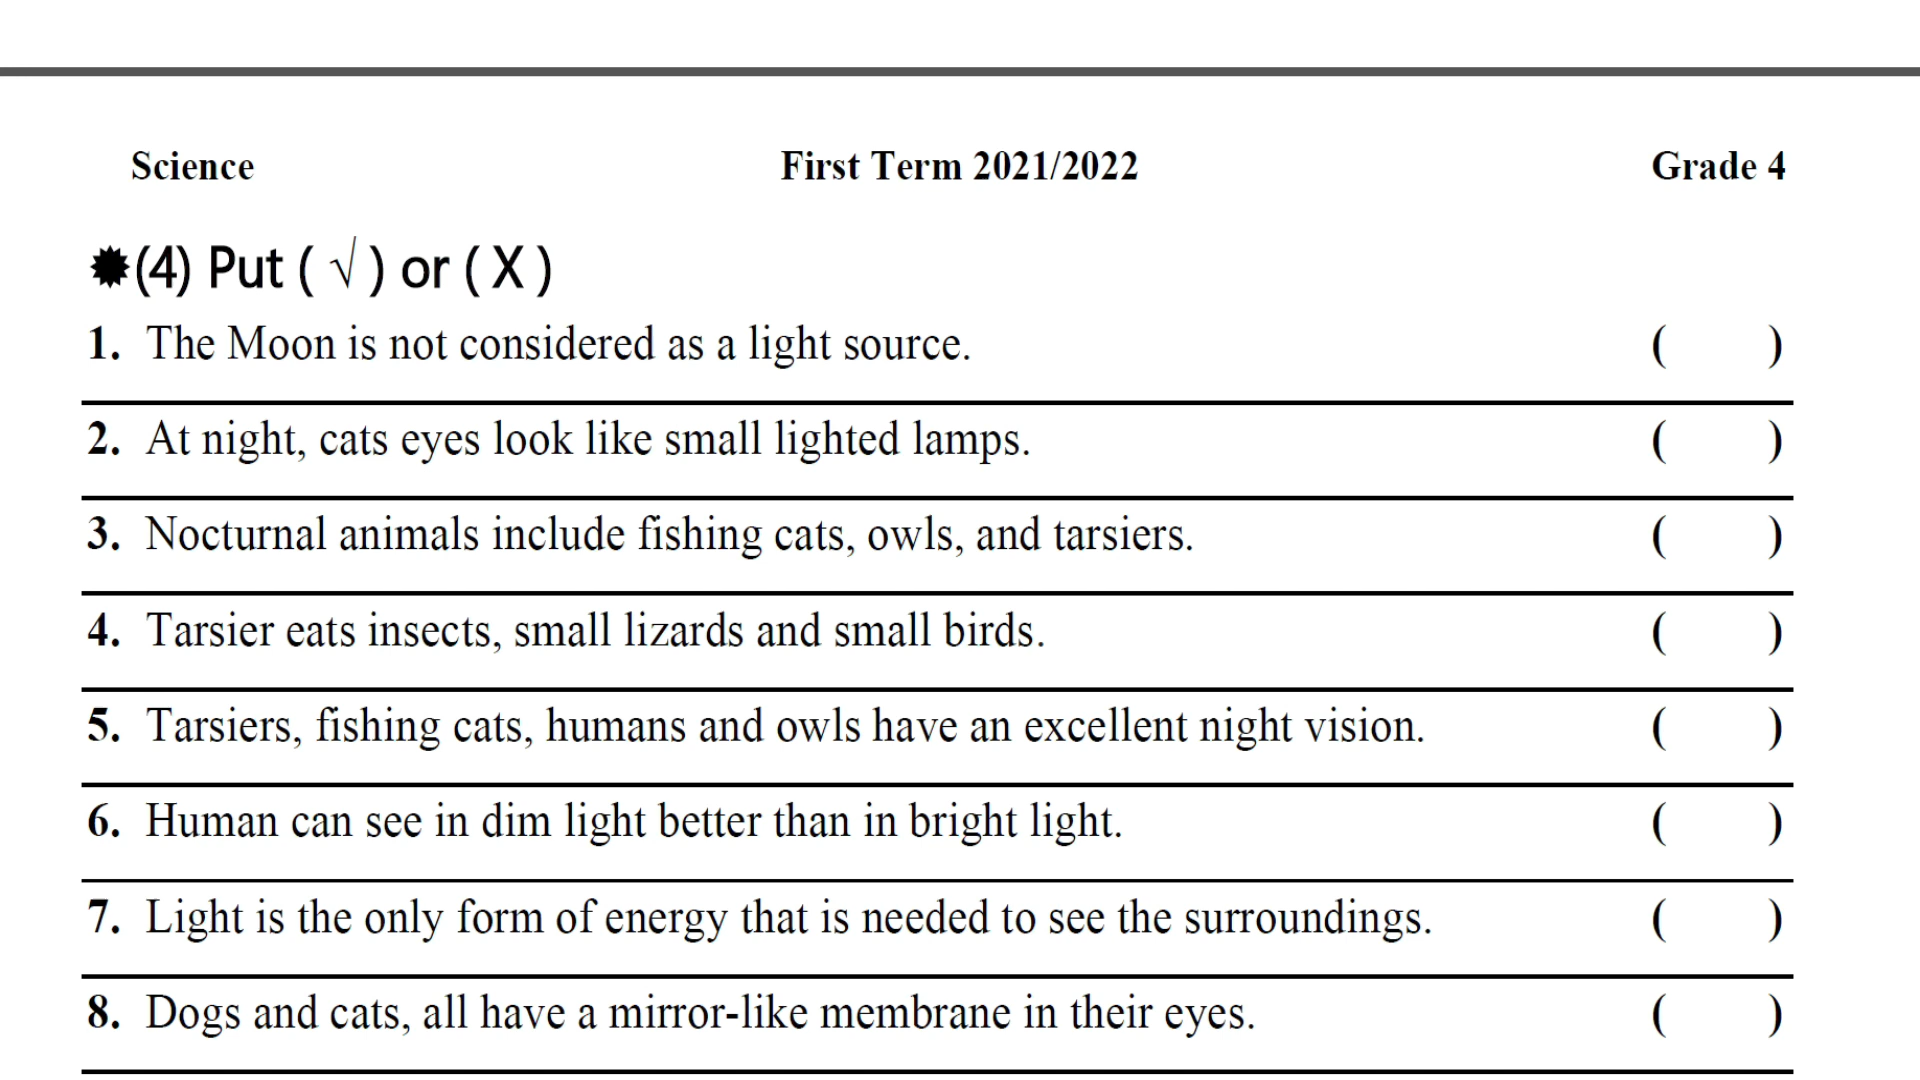 Science First Term 2021/2022 Grade 4
(4) Put ( √ ) or ( X )
1. The Moon is not considered as a light source. ( )
2. At night, cats eyes look like small lighted lamps. ( )
3. Nocturnal animals include fishing cats, owls, and tarsiers. ( )
4. Tarsier eats insects, small lizards and small birds. ( )
5. Tarsiers, fishing cats, humans and owls have an excellent night vision. ( )
6. Human can see in dim light better than in bright light. ( )
7. Light is the only form of energy that is needed to see the surroundings. ( )
8. Dogs and cats, all have a mirror-like membrane in their eyes. ( )